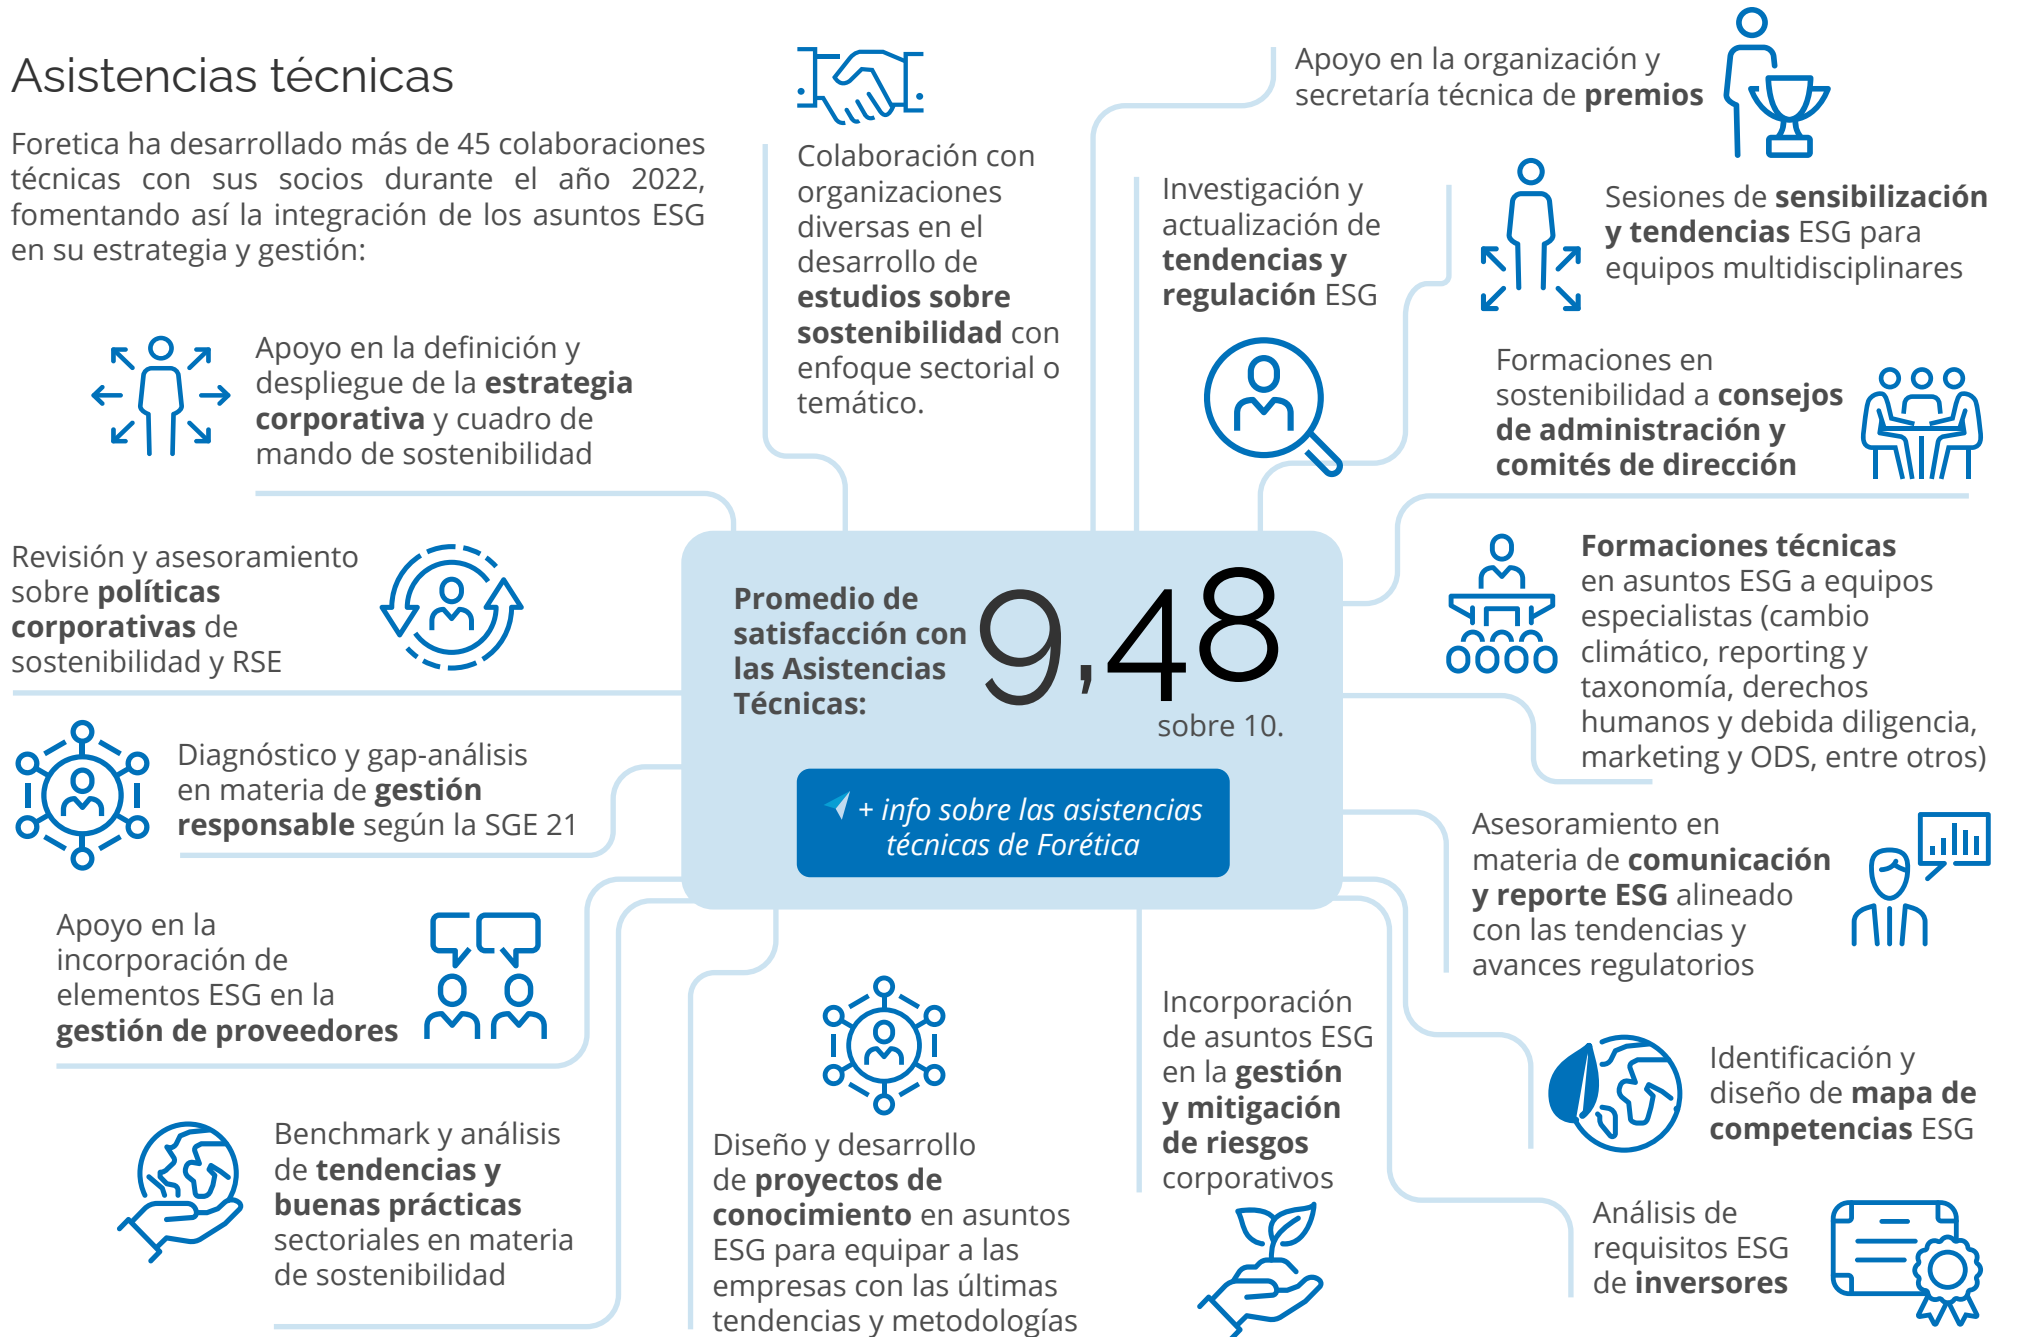 Asistencias técnicas
Foretica ha desarrollado más de 45 colaboraciones
técnicas con sus socios durante el año 2022,
fomentando así la integración de los asuntos ESG
en su estrategia y gestión:
Apoyo en la definición y
despliegue de la estrategia
corporativa y cuadro de
mando de sostenibilidad
Revisión y asesoramiento
sobre políticas
corporativas de
sostenibilidad y RSE
Diagnóstico y gap-análisis
en materia de gestión
responsable según la SGE 21
Apoyo en la
incorporación de
elementos ESG en la
gestión de proveedores
Benchmark y análisis
de tendencias y
buenas prácticas
sectoriales en materia
de sostenibilidad
Colaboración con
organizaciones
diversas en el
desarrollo de
estudios sobre
sostenibilidad con
enfoque sectorial o
temático.
Promedio de
satisfacción con
las Asistencias
Técnicas:
9,48
sobre 10.
+ info sobre las asistencias
técnicas de Forética
Diseño y desarrollo
de proyectos de
conocimiento en asuntos
ESG para equipar a las
empresas con las últimas
tendencias y metodologías
Apoyo en la organización y
secretaría técnica de premios
Investigación y
actualización de
tendencias y
regulación ESG
Sesiones de sensibilización
y tendencias ESG para
equipos multidisciplinares
Formaciones en
sostenibilidad a consejos
de administración y
comités de dirección
Formaciones técnicas
en asuntos ESG a equipos
especialistas (cambio
climático, reporting y
taxonomía, derechos
humanos y debida diligencia,
marketing y ODS, entre otros)
Asesoramiento en
materia de comunicación
y reporte ESG alineado
con las tendencias y
avances regulatorios
Incorporación
de asuntos ESG
en la gestión
y mitigación
de riesgos
corporativos
Identificación y
diseño de mapa de
competencias ESG
Análisis de
requisitos ESG
de inversores